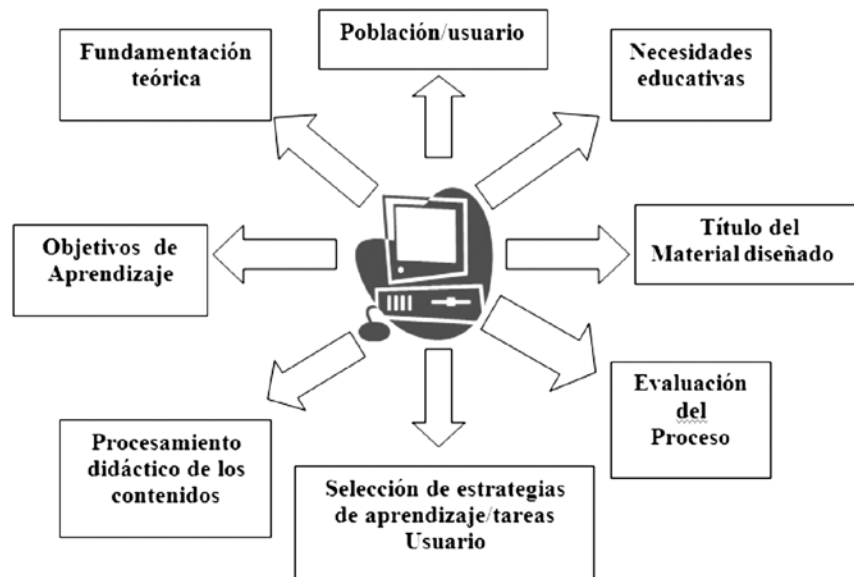 Población/usuario
Fundamentación
teórica
Necesidades
educativas
Objetivos de
Aprendizaje
Título del
Material diseñado
Procesamiento
didáctico de los
contenidos
Selección de estrategias
de aprendizaje/tareas
Usuario
Evaluación
del
Proceso